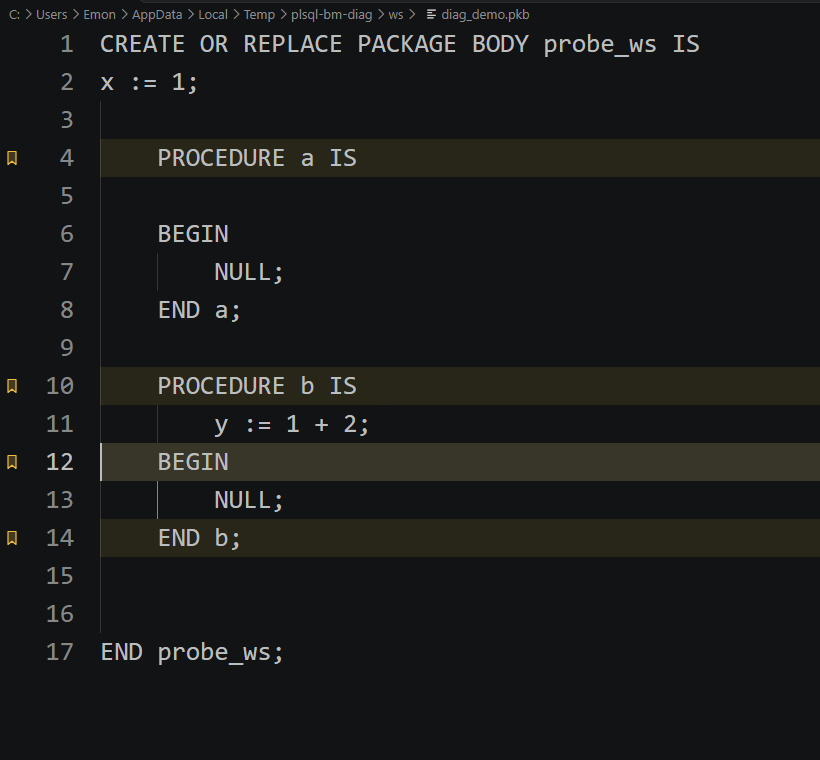 C: > Users > Emon > AppData > Local > Temp > plsql-bm-diag > ws > diag_demo.pkb
1 CREATE OR REPLACE PACKAGE BODY probe_ws IS
2 x := 1;
3
4     PROCEDURE a IS
5
6     BEGIN
7         NULL;
8     END a;
9
10     PROCEDURE b IS
11         y := 1 + 2;
12     BEGIN
13         NULL;
14     END b;
15
16
17 END probe_ws;